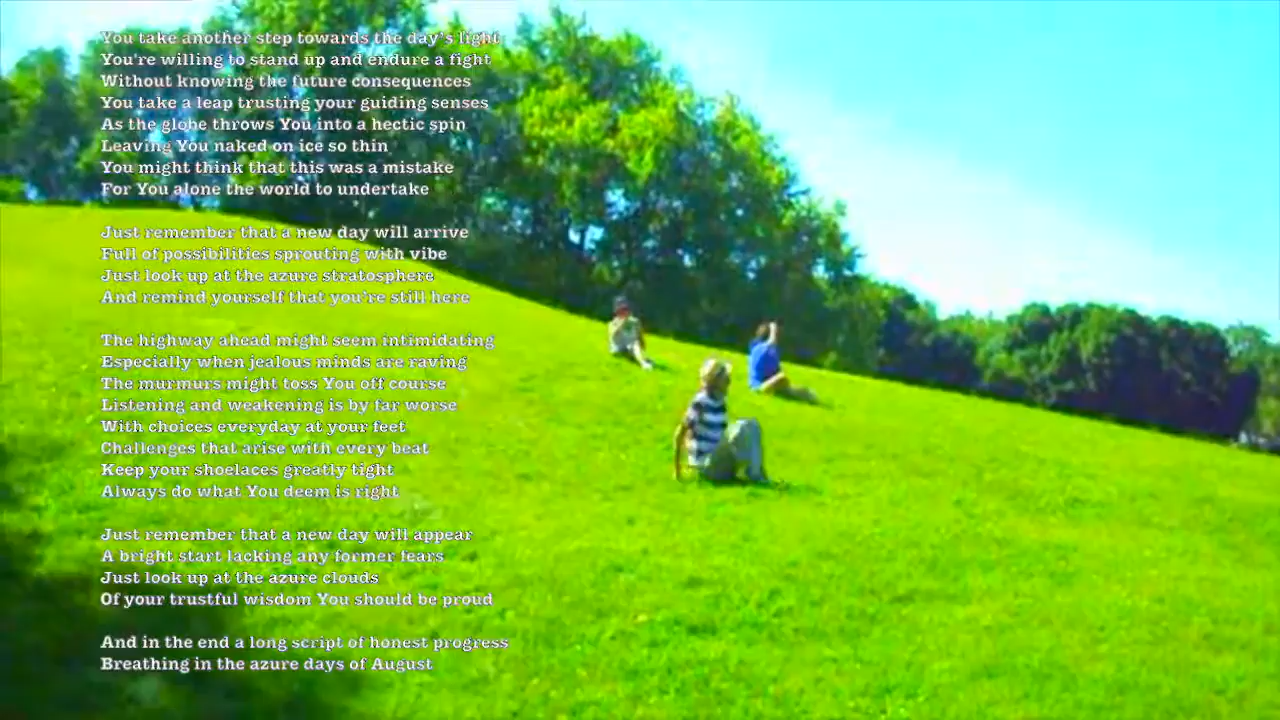 You take another step towards the day's light
You're willing to stand up and endure a fight
Without knowing the future consequences
You take a leap trusting your guiding senses
As the globe throws You into a hectic spin
Leaving You naked on ice so thin
You might think that this was a mistake
For You alone the world to undertake
Just remember that a new day will arrive
Full of possibilities sprouting with vibe
Just look up at the azure stratosphere
And remind yourself that you're still here
The highway ahead might seem intimidating
Especially when jealous minds are raving
The murmurs might toss You off course
Listening and weakening is by far worse
With choices everyday at your feet
Challenges that arise with every beat
Keep your shoelaces greatly tight
Always do what You deem is right
Just remember that a new day will appear
A bright start lacking any former fears
Just look up at the azure clouds
Of your trustful wisdom You should be proud
And in the end a long script of honest progress
Breathing in the azure days of August